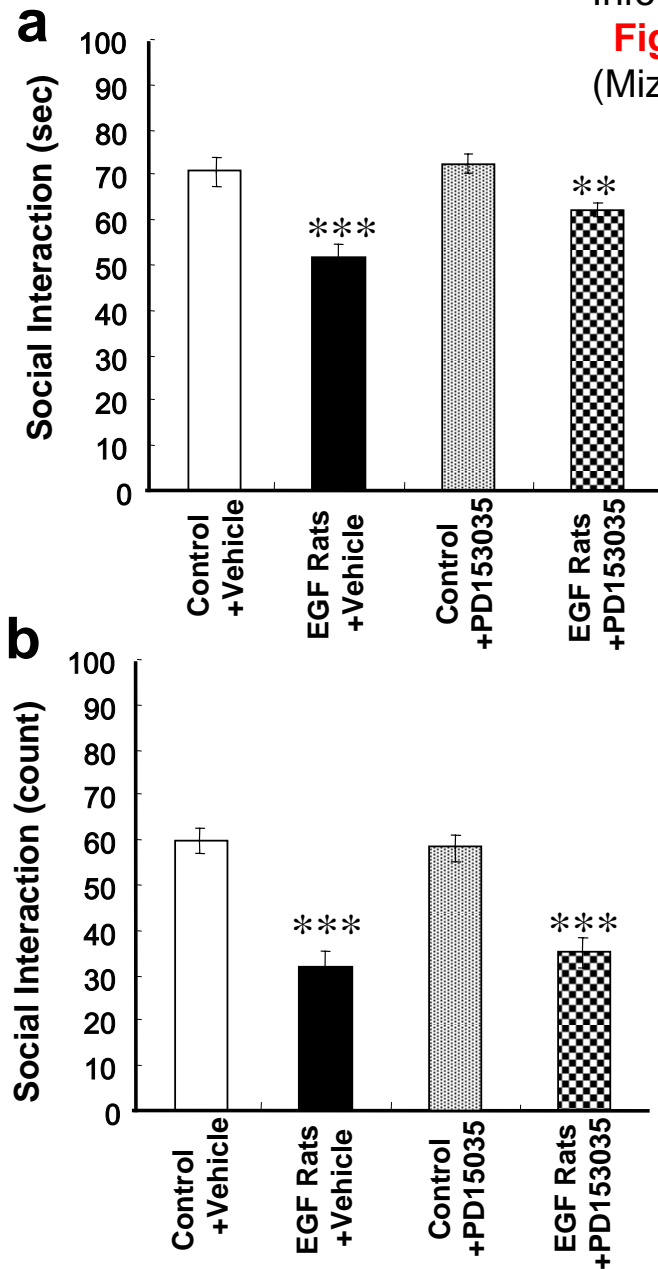 a
Fig
(Miz
Social Interaction (sec)
100
90
80
70
60
50
40
30
20
10
0
***
**
Control
+Vehicle
EGF Rats
+Vehicle
Control
+PD153035
EGF Rats
+PD153035
b
Social Interaction (count)
100
90
80
70
60
50
40
30
20
10
0
***
***
Control
+Vehicle
EGF Rats
+Vehicle
Control
+PD15035
EGF Rats
+PD153035